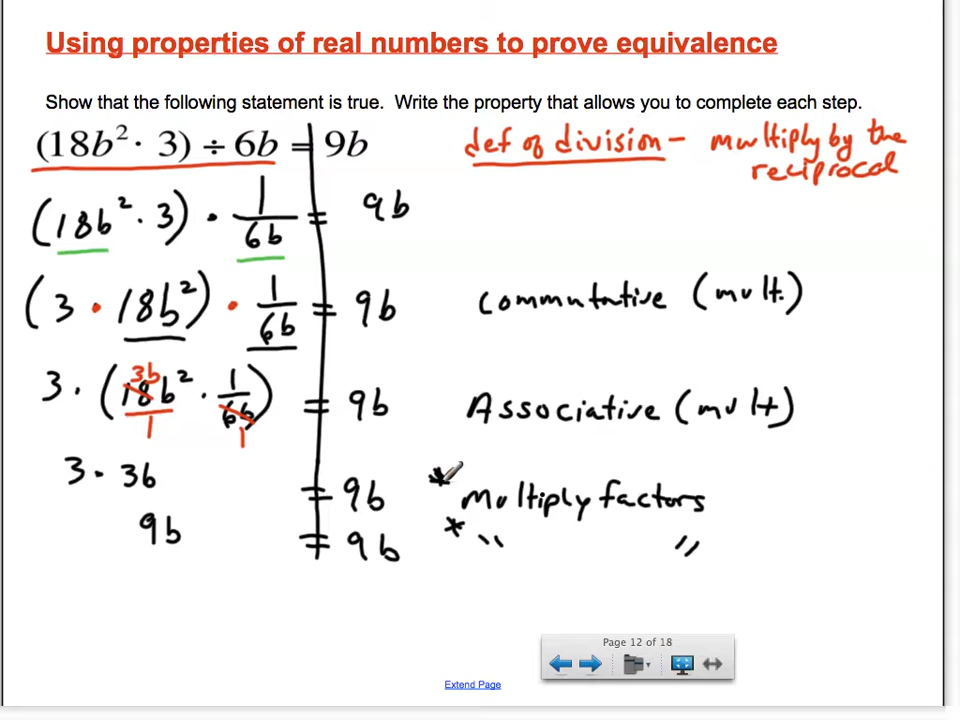 Using properties of real numbers to prove equivalence
Show that the following statement is true. Write the property that allows you to complete each step.
(18b² · 3) ÷ 6b = 9b
def of division – multiply by the reciprocal
(18b² · 3) · 1/6b = 9b
(3 · 18b²) · 1/6b = 9b commutative (mult.)
3b
3 · (18b² · 1/6b) = 9b Associative (mult)
1 1
3 · 3b = 9b * multiply factors
9b = 9b * " "
Page 12 of 18
Extend Page